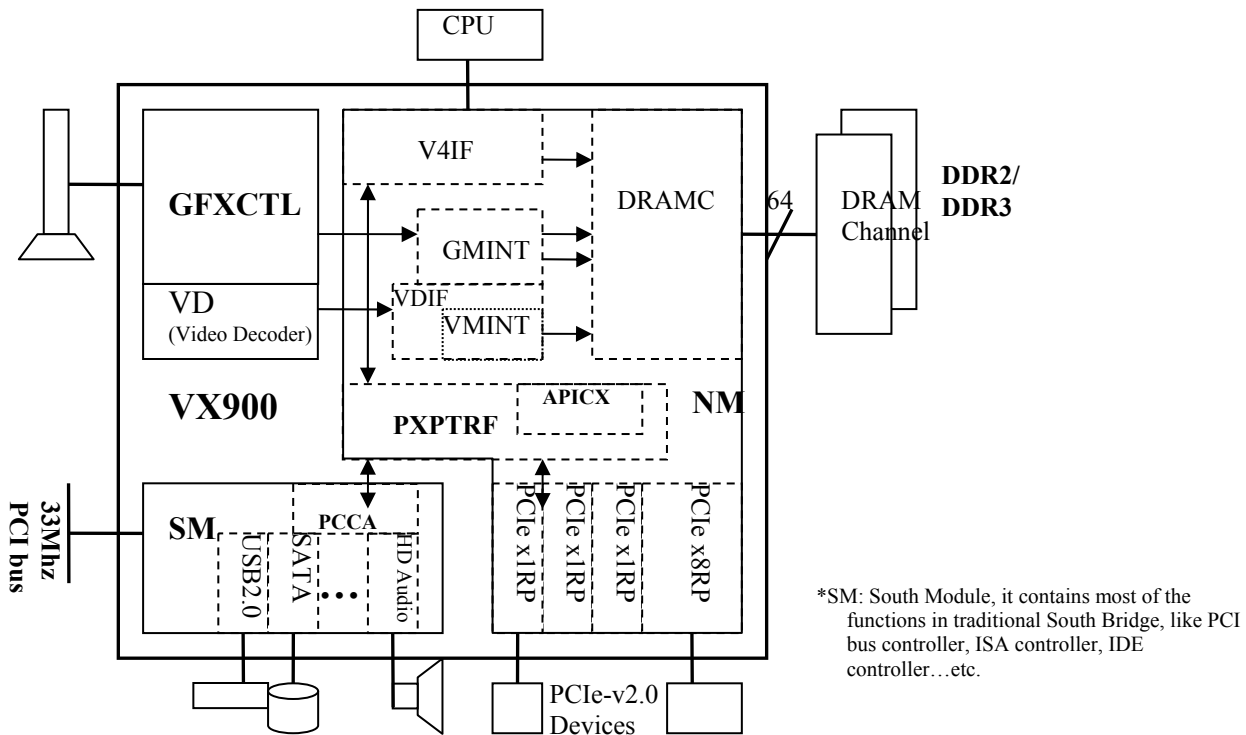 CPU
V4IF
DRAMC
GFXCTL
GMINT
VD
(Video Decoder)
VDIF
VMINT
64
DRAM
Channel
DDR2/
DDR3
VX900
APICX
PXPTRF
NM
33Mhz
PCI bus
SM
PCCA
USB2.0
SATA
...
HD Audio
PCIe x1RP
PCIe x1RP
PCIe x1RP
PCIe x8RP
PCIe-v2.0
Devices
*SM: South Module, it contains most of the
functions in traditional South Bridge, like PCI
bus controller, ISA controller, IDE
controller…etc.